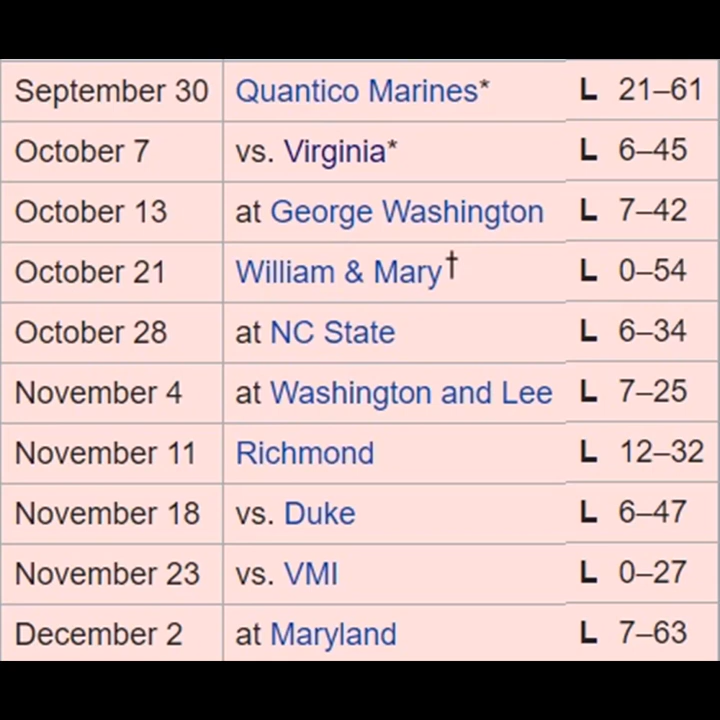 September 30 Quantico Marines* L 21–61
October 7 vs. Virginia* L 6–45
October 13 at George Washington L 7–42
October 21 William & Mary† L 0–54
October 28 at NC State L 6–34
November 4 at Washington and Lee L 7–25
November 11 Richmond L 12–32
November 18 vs. Duke L 6–47
November 23 vs. VMI L 0–27
December 2 at Maryland L 7–63